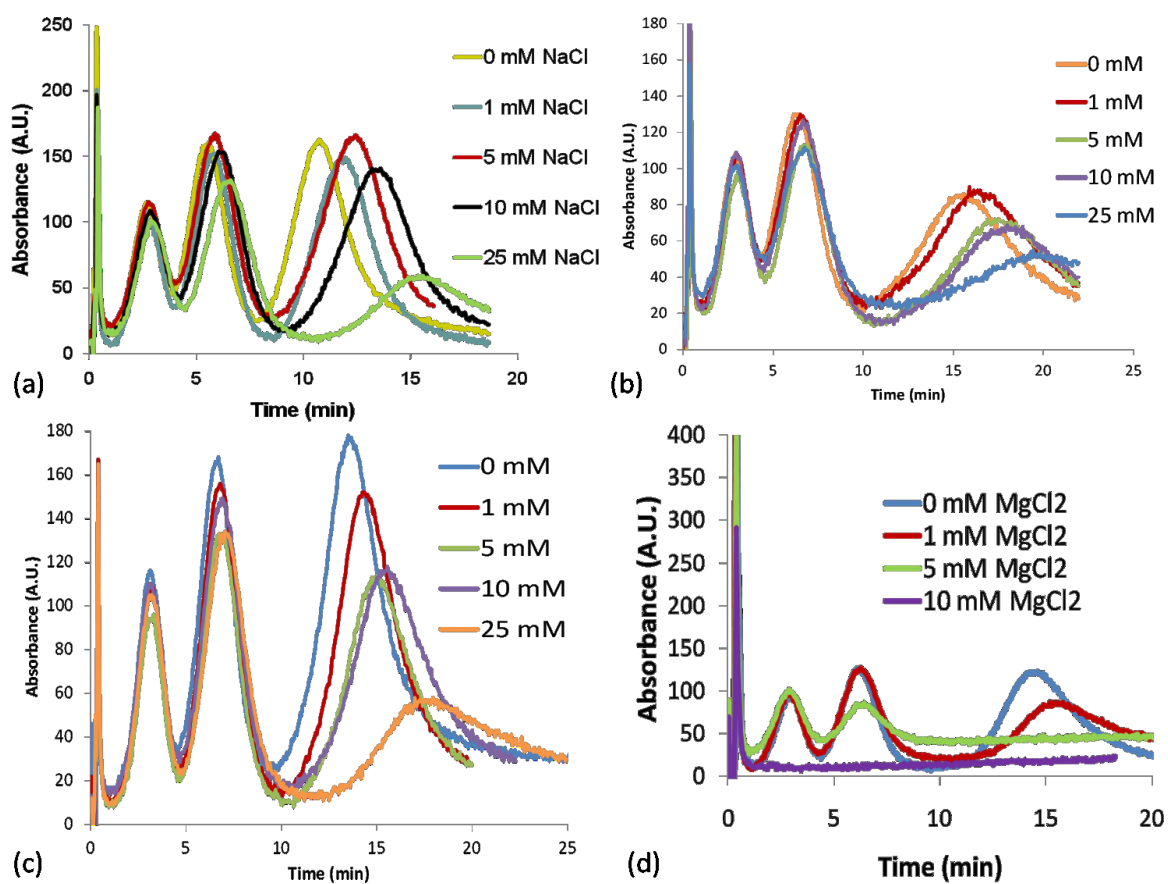 250
200
150
100
50
0
Absorbance (A.U.)
0 mM NaCl
1 mM NaCl
5 mM NaCl
10 mM NaCl
25 mM NaCl
0 5 10 15 20
Time (min)
(a)
180
160
140
120
100
80
60
40
20
0
Absorbance (A.U.)
0 mM
1 mM
5 mM
10 mM
25 mM
0 5 10 15 20 25
Time (min)
(b)
180
160
140
120
100
80
60
40
20
0
Absorbance (A.U.)
0 mM
1 mM
5 mM
10 mM
25 mM
0 5 10 15 20 25
Time (min)
(c)
400
350
300
250
200
150
100
50
0
Absorbance (A.U.)
0 mM MgCl2
1 mM MgCl2
5 mM MgCl2
10 mM MgCl2
0 5 10 15 20
Time (min)
(d)